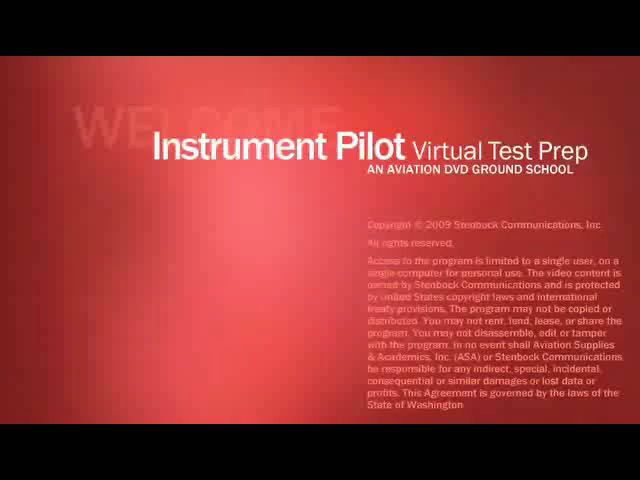 WELCOME
Instrument Pilot Virtual Test Prep
AN AVIATION DVD GROUND SCHOOL
Copyright © 2009 Stenbock Communications, Inc.
All rights reserved.
Access to the program is limited to a single user, on a
single computer for personal use. The video content is
owned by Stenbock Communications and is protected
by United States copyright laws and international
treaty provisions. The program may not be copied or
distributed. You may not rent, lend, lease, or share the
program. You may not disassemble, edit or tamper
with the program. In no event shall Aviation Supplies
& Academics, Inc. (ASA) or Stenbock Communications
be responsible for any indirect, special, incidental,
consequential or similar damages or lost data or
profits. This Agreement is governed by the laws of the
State of Washington